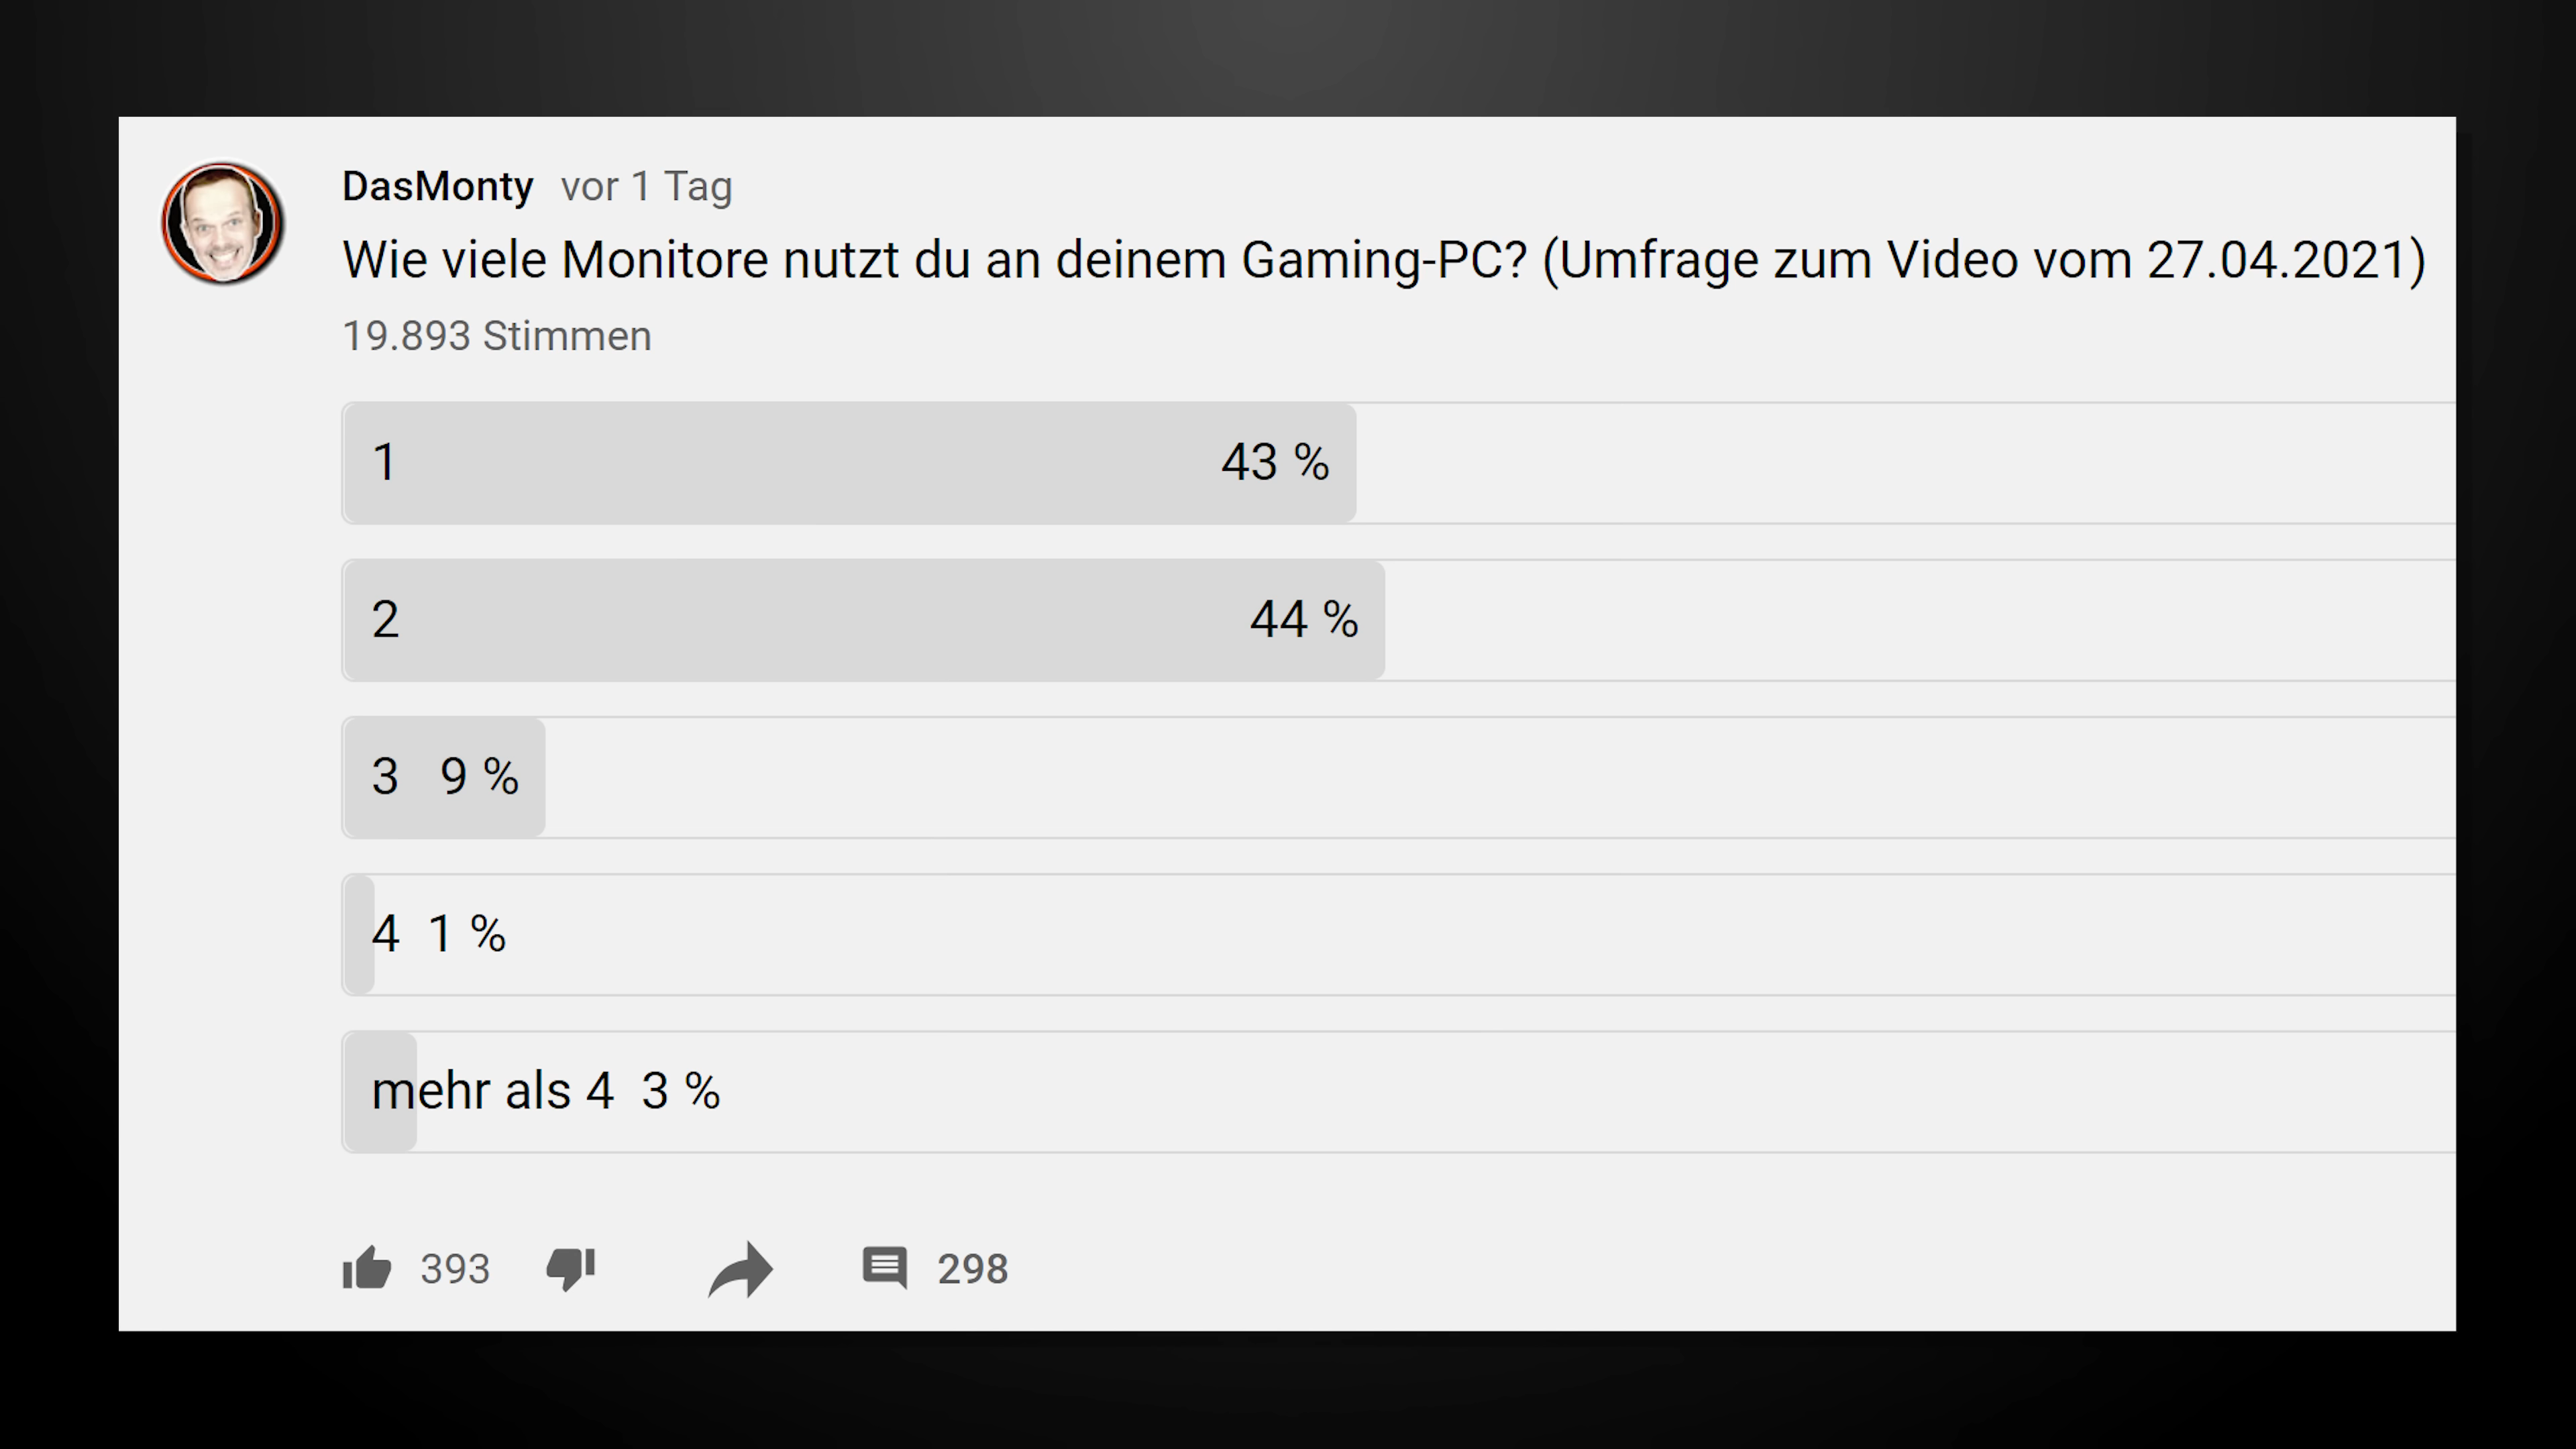 DasMonty vor 1 Tag
Wie viele Monitore nutzt du an deinem Gaming-PC? (Umfrage zum Video vom 27.04.2021)
19.893 Stimmen
1 43 %
2 44 %
3 9 %
4 1 %
mehr als 4 3 %
393 298